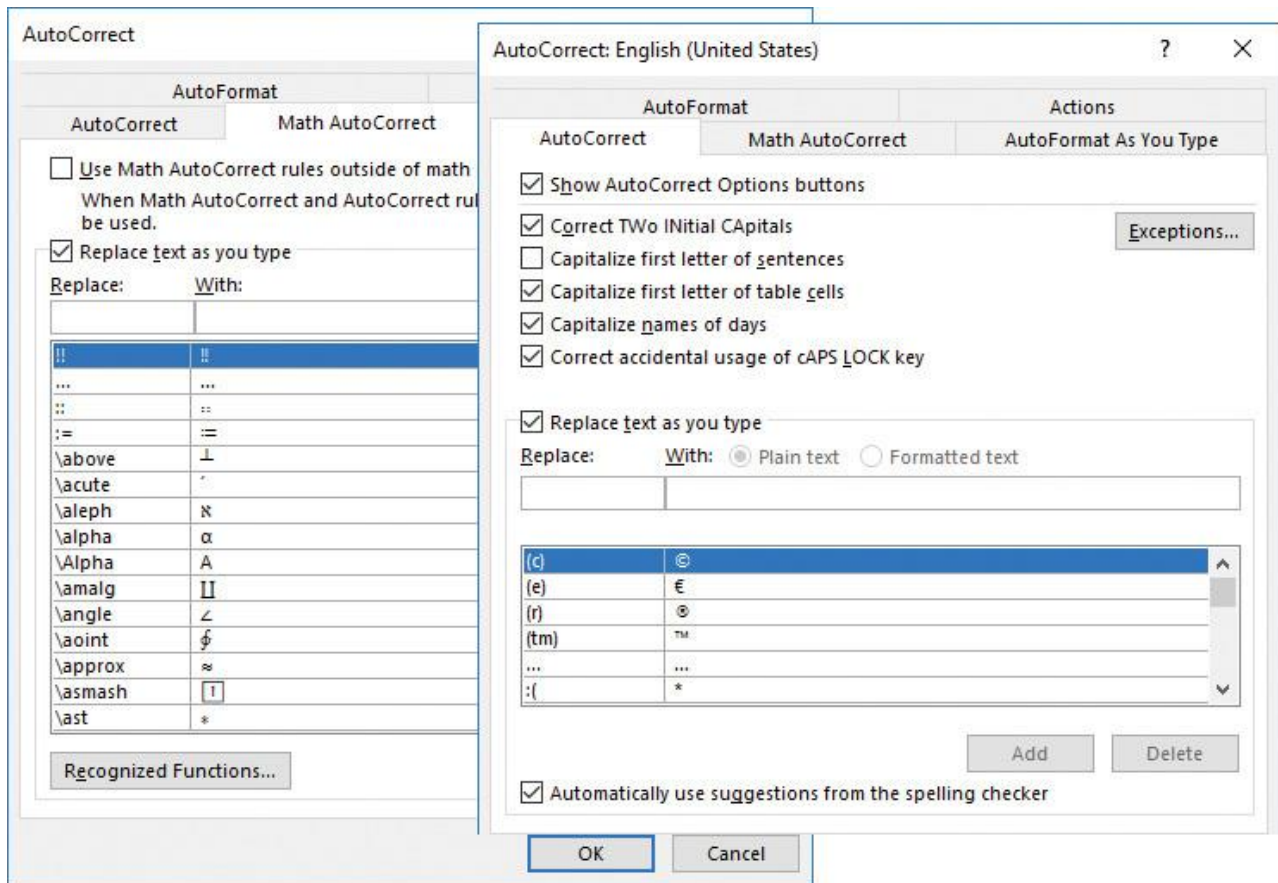 AutoCorrect
AutoFormat
AutoCorrect Math AutoCorrect
Use Math AutoCorrect rules outside of math
When Math AutoCorrect and AutoCorrect rul
be used.
Replace text as you type
Replace: With:
!! ‼
... …
:: ∷
:= ≔
\above ┴
\acute ́
\aleph ℵ
\alpha α
\Alpha Α
\amalg ∐
\angle ∠
\aoint ∳
\approx ≈
\asmash ⬆
\ast ∗
Recognized Functions...
OK Cancel
AutoCorrect: English (United States) ?
AutoFormat Actions
AutoCorrect Math AutoCorrect AutoFormat As You Type
Show AutoCorrect Options buttons
Correct TWo INitial CApitals Exceptions...
Capitalize first letter of sentences
Capitalize first letter of table cells
Capitalize names of days
Correct accidental usage of cAPS LOCK key
Replace text as you type
Replace: With: Plain text Formatted text
(c) ©
(e) €
(r) ®
(tm) ™
... …
:( *
Add Delete
Automatically use suggestions from the spelling checker